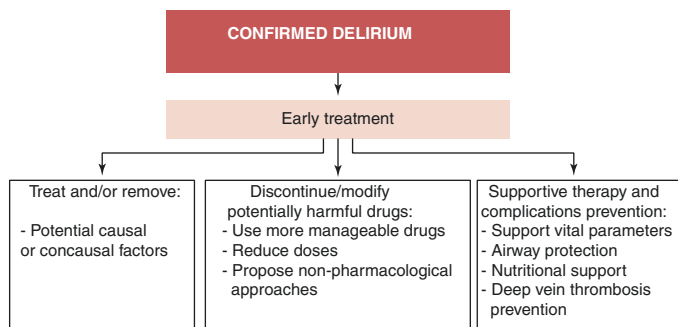 CONFIRMED DELIRIUM
Early treatment
Treat and/or remove:
- Potential causal
or concausal factors
Discontinue/modify
potentially harmful drugs:
- Use more manageable drugs
- Reduce doses
- Propose non-pharmacological
approaches
Supportive therapy and
complications prevention:
- Support vital parameters
- Airway protection
- Nutritional support
- Deep vein thrombosis
prevention